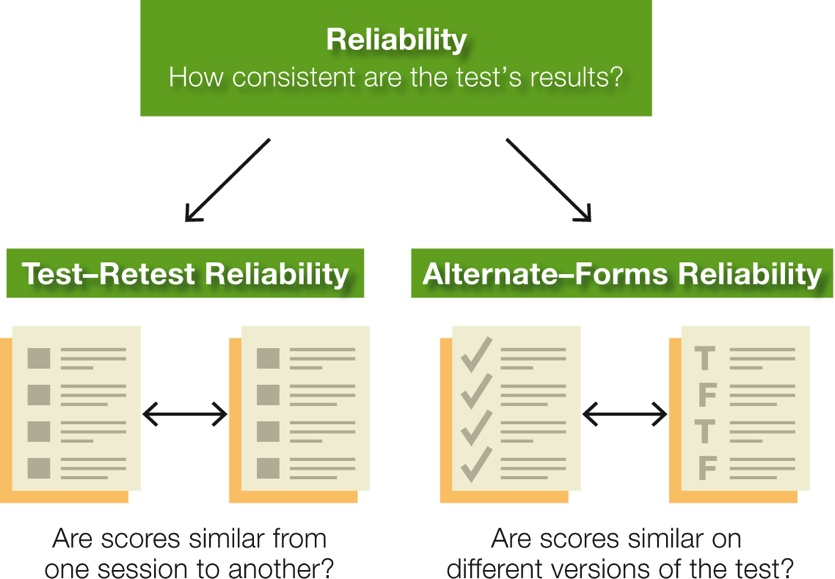 Reliability
How consistent are the test's results?
Test–Retest Reliability
Alternate–Forms Reliability
T
F
T
F
Are scores similar from
one session to another?
Are scores similar on
different versions of the test?